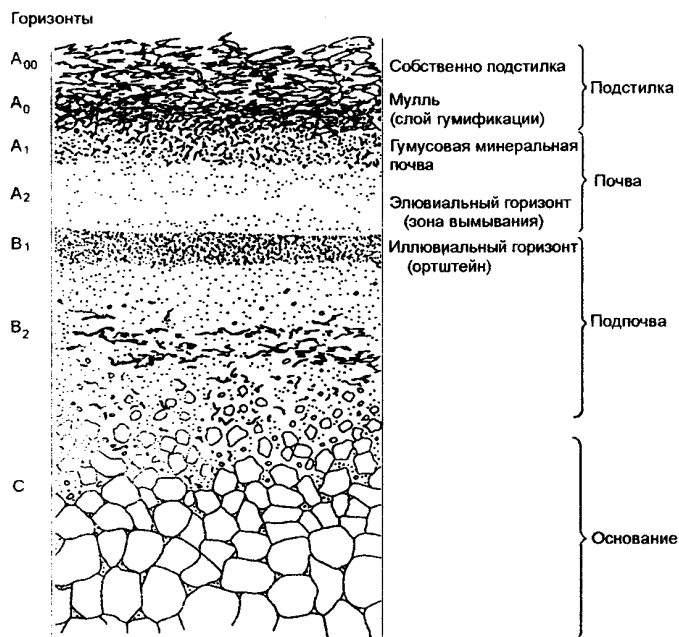 Горизонты
A₀₀
Собственно подстилка
Подстилка
A₀
Мулль
(слой гумификации)
A₁
Гумусовая минеральная
почва
Почва
A₂
Элювиальный горизонт
(зона вымывания)
B₁
Иллювиальный горизонт
(ортштейн)
B₂
Подпочва
C
Основание